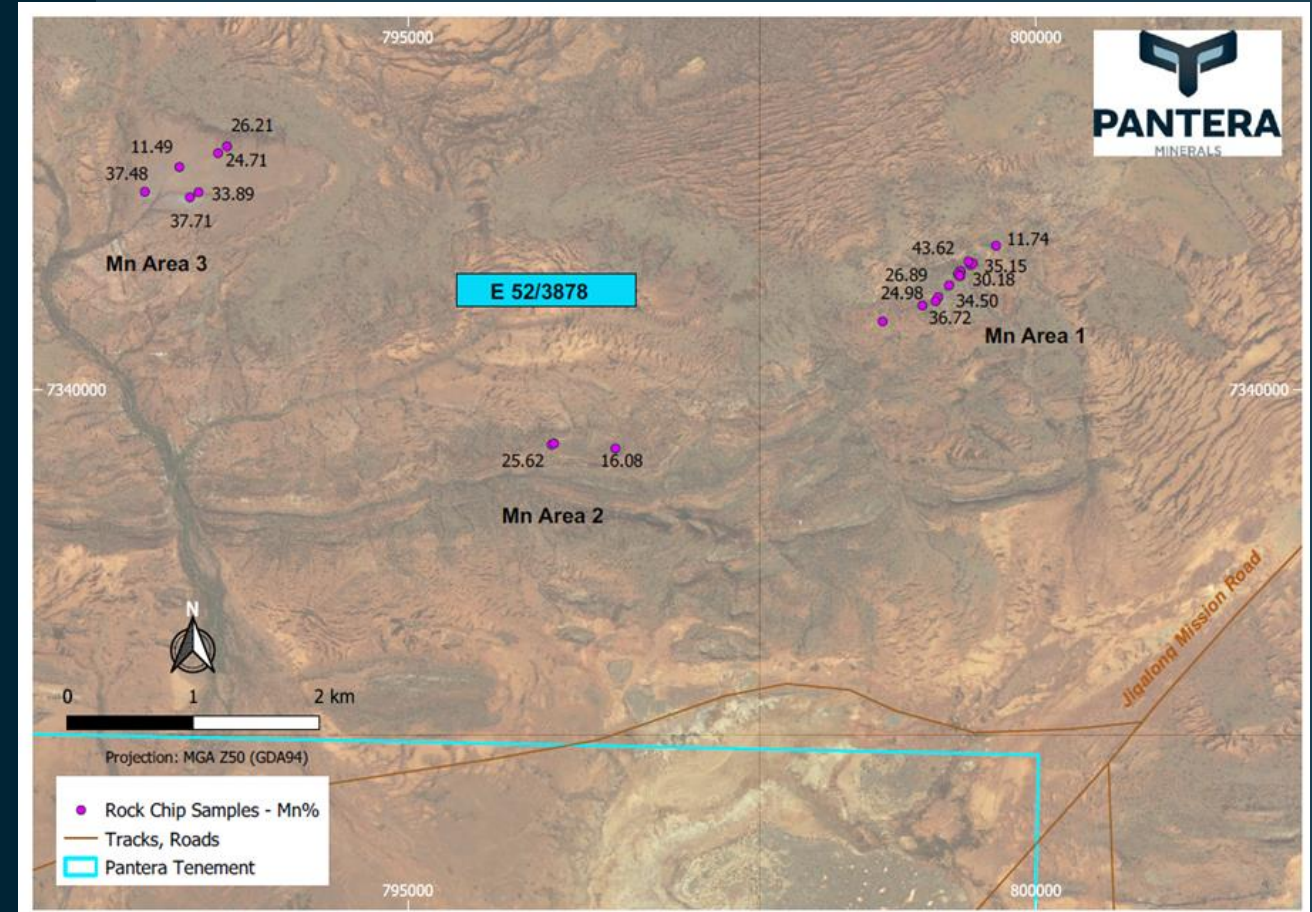 795000
800000
PANTERA
MINERALS
26.21
11.49
24.71
37.48
33.89
37.71
Mn Area 3
E 52/3878
11.74
43.62
35.15
26.89
30.18
24.98
34.50
36.72
Mn Area 1
7340000
7340000
25.62
16.08
Mn Area 2
Jigalong Mission Road
N
0 1 2 km
Projection: MGA Z50 (GDA94)
Rock Chip Samples - Mn%
Tracks, Roads
Pantera Tenement
795000
800000